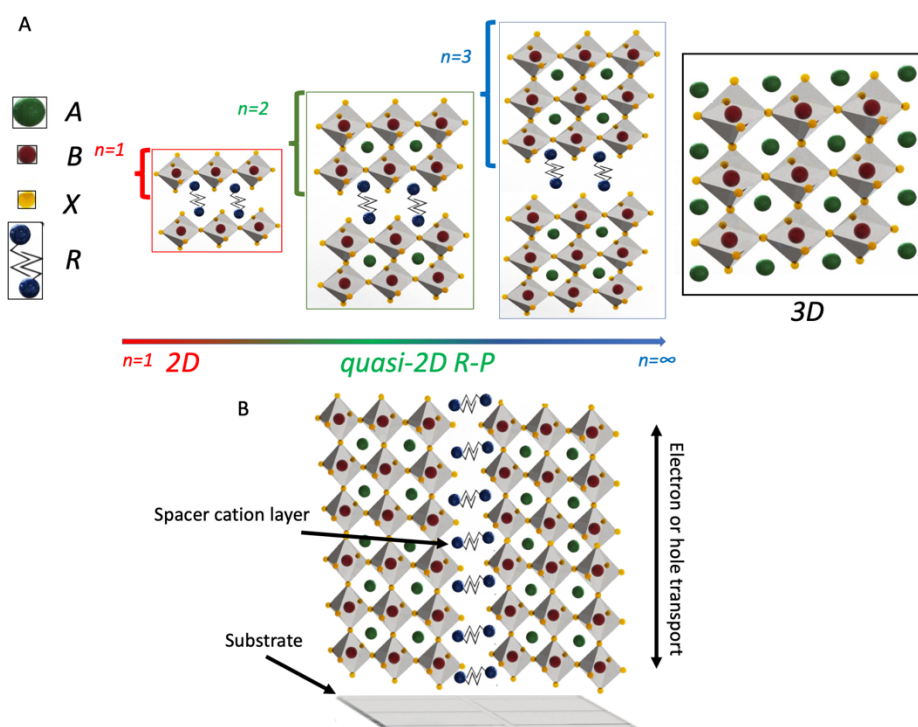 A
A
B
X
R
n=1
n=2
n=3
3D
n=1 2D
quasi-2D R-P
n=∞
B
Spacer cation layer
Substrate
Electron or hole transport